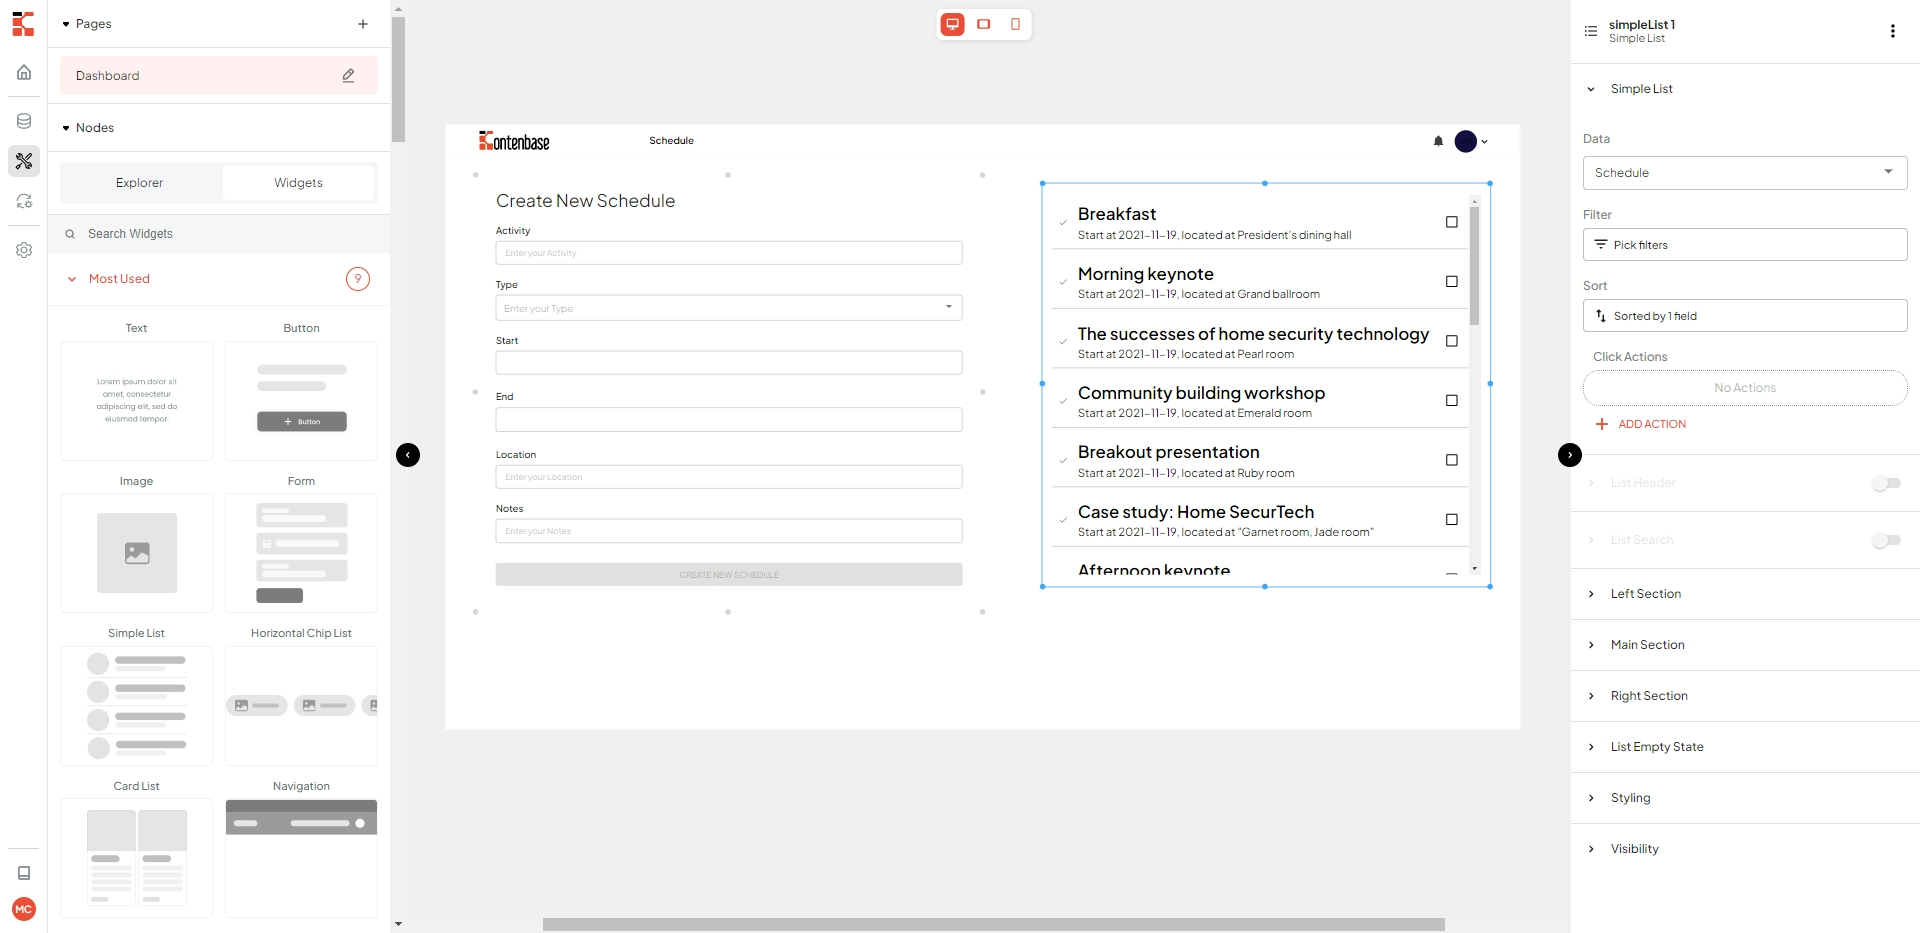 Pages
Dashboard
Nodes
Explorer
Widgets
Search Widgets
Most Used
9
Text
Button
Lorem ipsum dolor sit
amet, consectetur
adipiscing elit, sed do
eiusmod tempor.
+ Button
Image
Form
Simple List
Horizontal Chip List
Card List
Navigation
MC
Kontenbase
Schedule
Create New Schedule
Activity
Enter your Activity
Type
Enter your Type
Start
End
Location
Enter your Location
Notes
Enter your Notes
CREATE NEW SCHEDULE
Breakfast
Start at 2021-11-19, located at President's dining hall
Morning keynote
Start at 2021-11-19, located at Grand ballroom
The successes of home security technology
Start at 2021-11-19, located at Pearl room
Community building workshop
Start at 2021-11-19, located at Emerald room
Breakout presentation
Start at 2021-11-19, located at Ruby room
Case study: Home SecurTech
Start at 2021-11-19, located at "Garnet room, Jade room"
Afternoon keynote
simpleList 1
Simple List
Simple List
Data
Schedule
Filter
Pick filters
Sort
Sorted by 1 field
Click Actions
No Actions
ADD ACTION
List Header
List Search
Left Section
Main Section
Right Section
List Empty State
Styling
Visibility